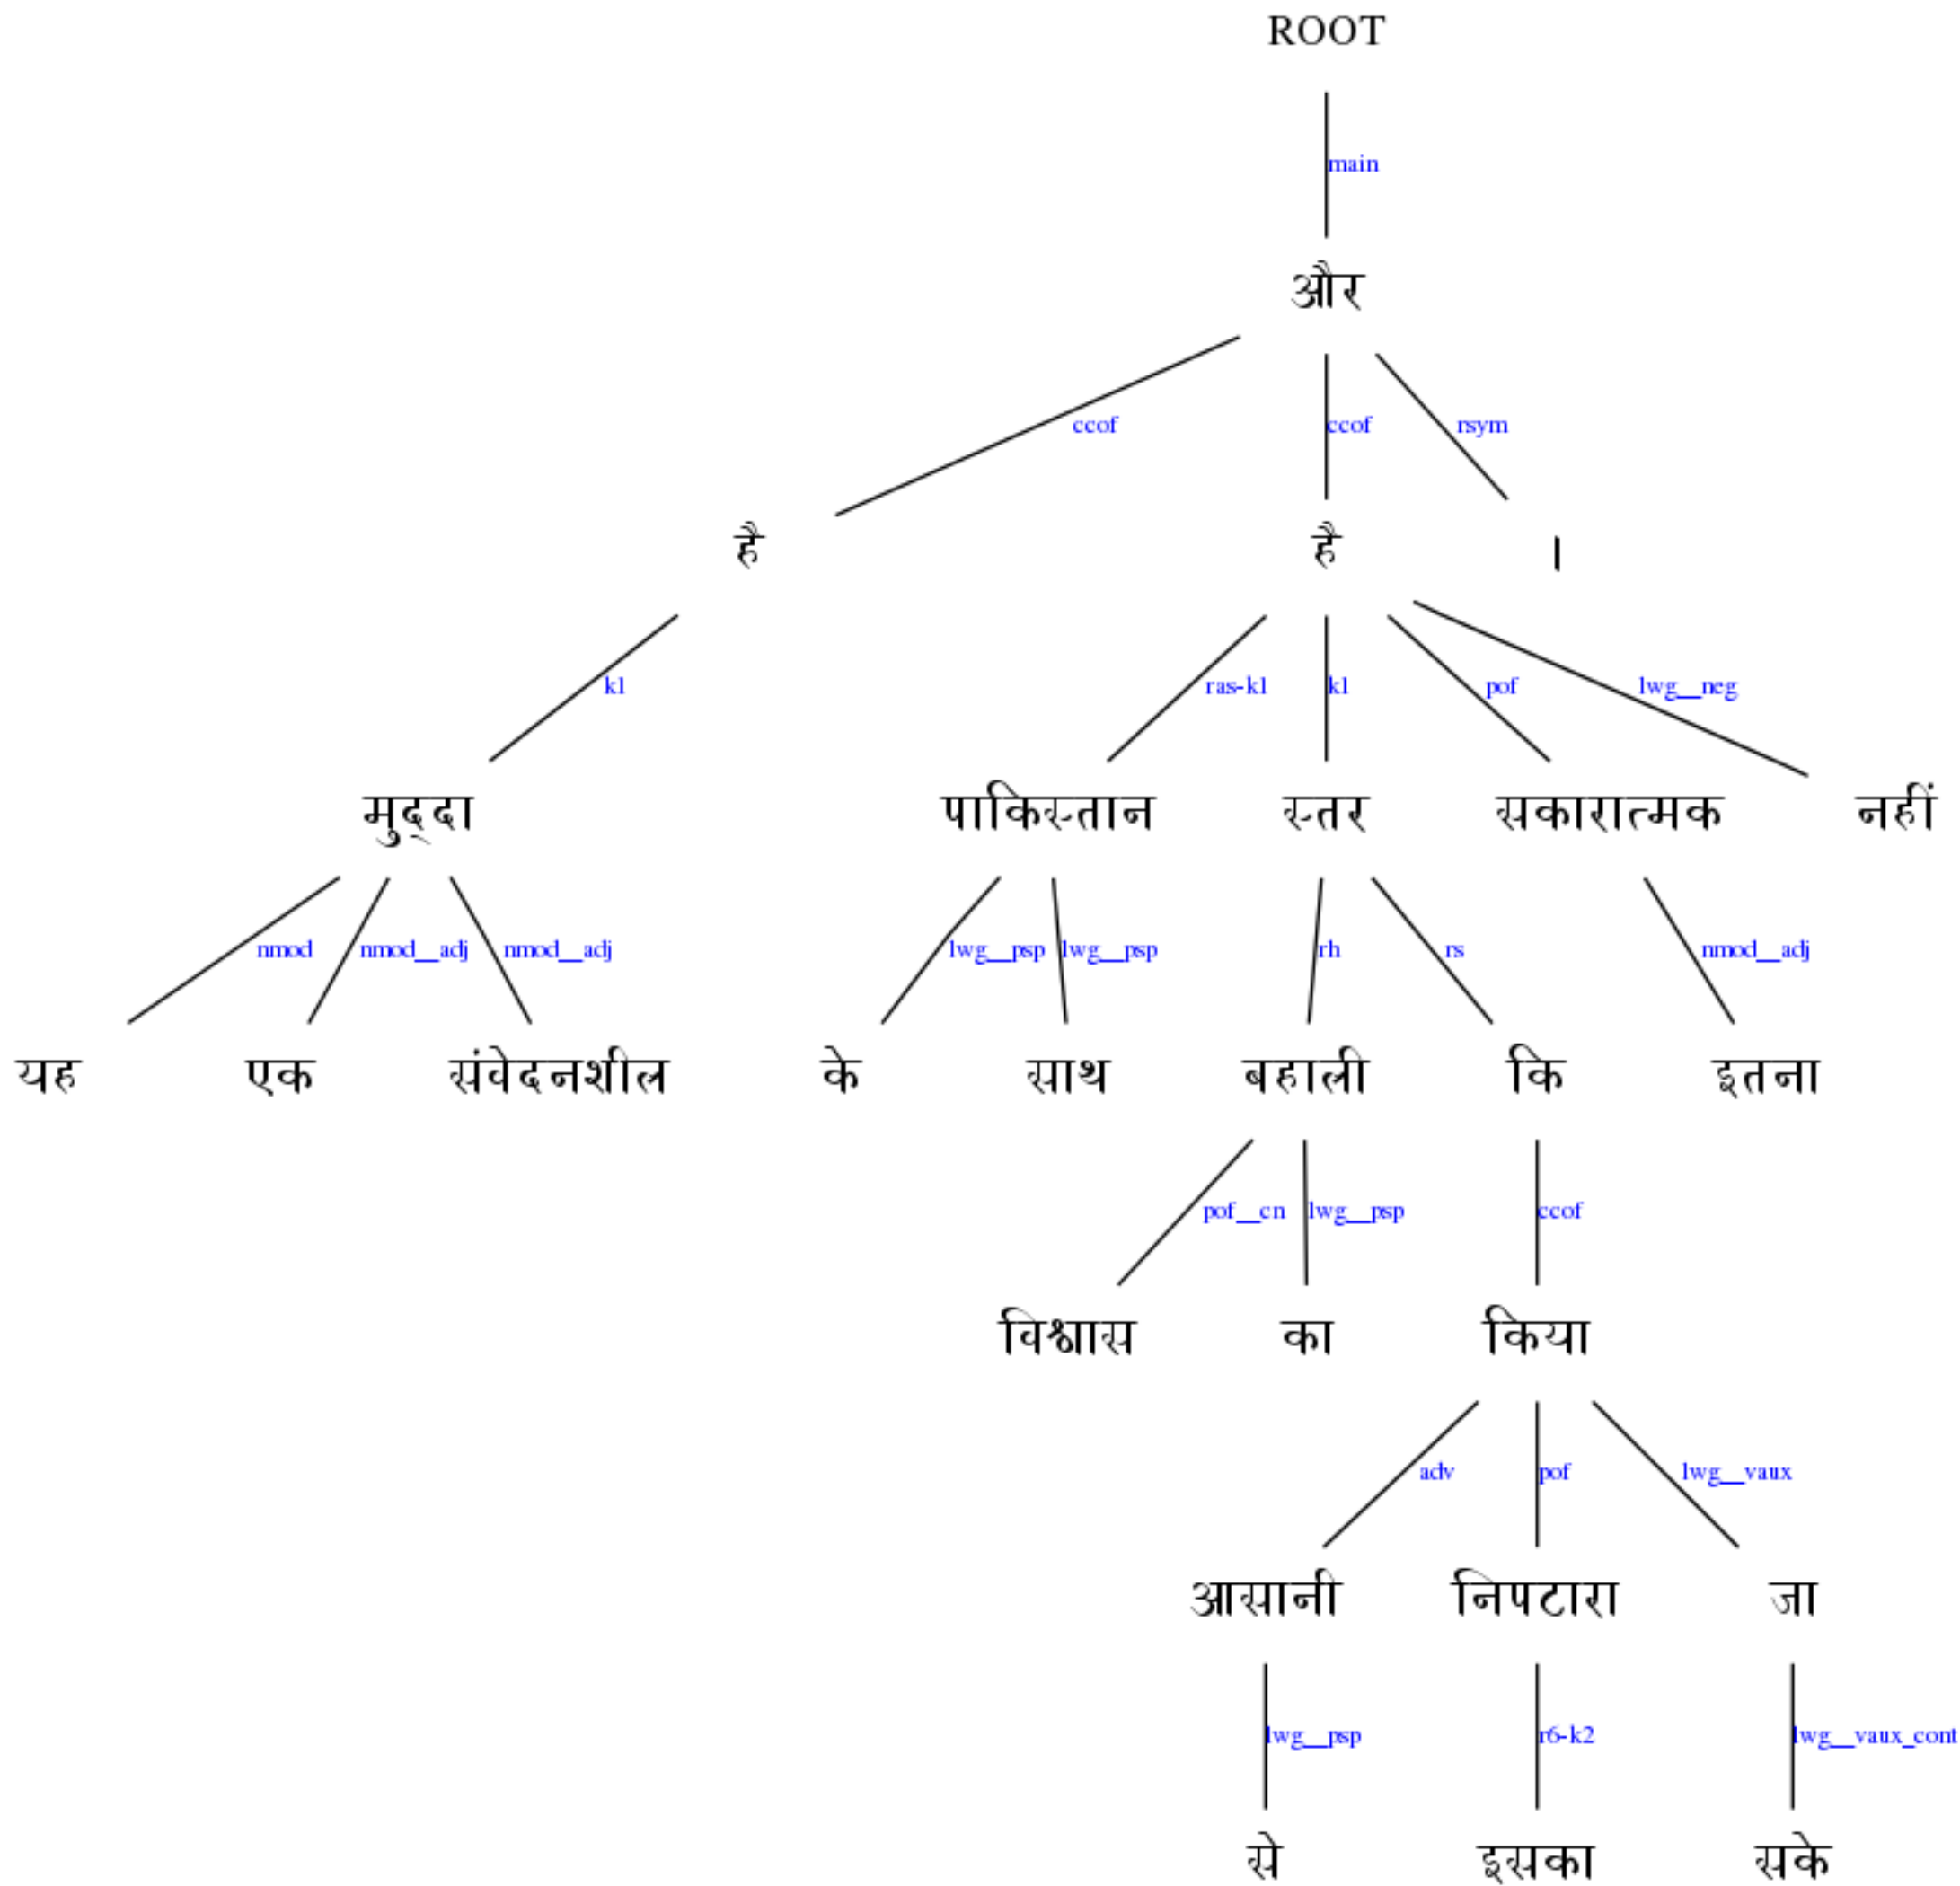 ROOT
main
और
ccof ccof rsym
है है ।
k1 ras-k1 k1 pof lwg__neg
मुद्‌दा पाकिस्तान स्तर सकारात्मक नहीं
nmod nmod__adj nmod__adj lwg__psp lwg__psp rh rs nmod__adj
यह एक संवेदनशील के साथ बहाली कि इतना
pof__cn lwg__psp ccof
विश्वास का किया
adv pof lwg__vaux
आसानी निपटारा जा
lwg__psp r6-k2 lwg__vaux_cont
से इसका सके